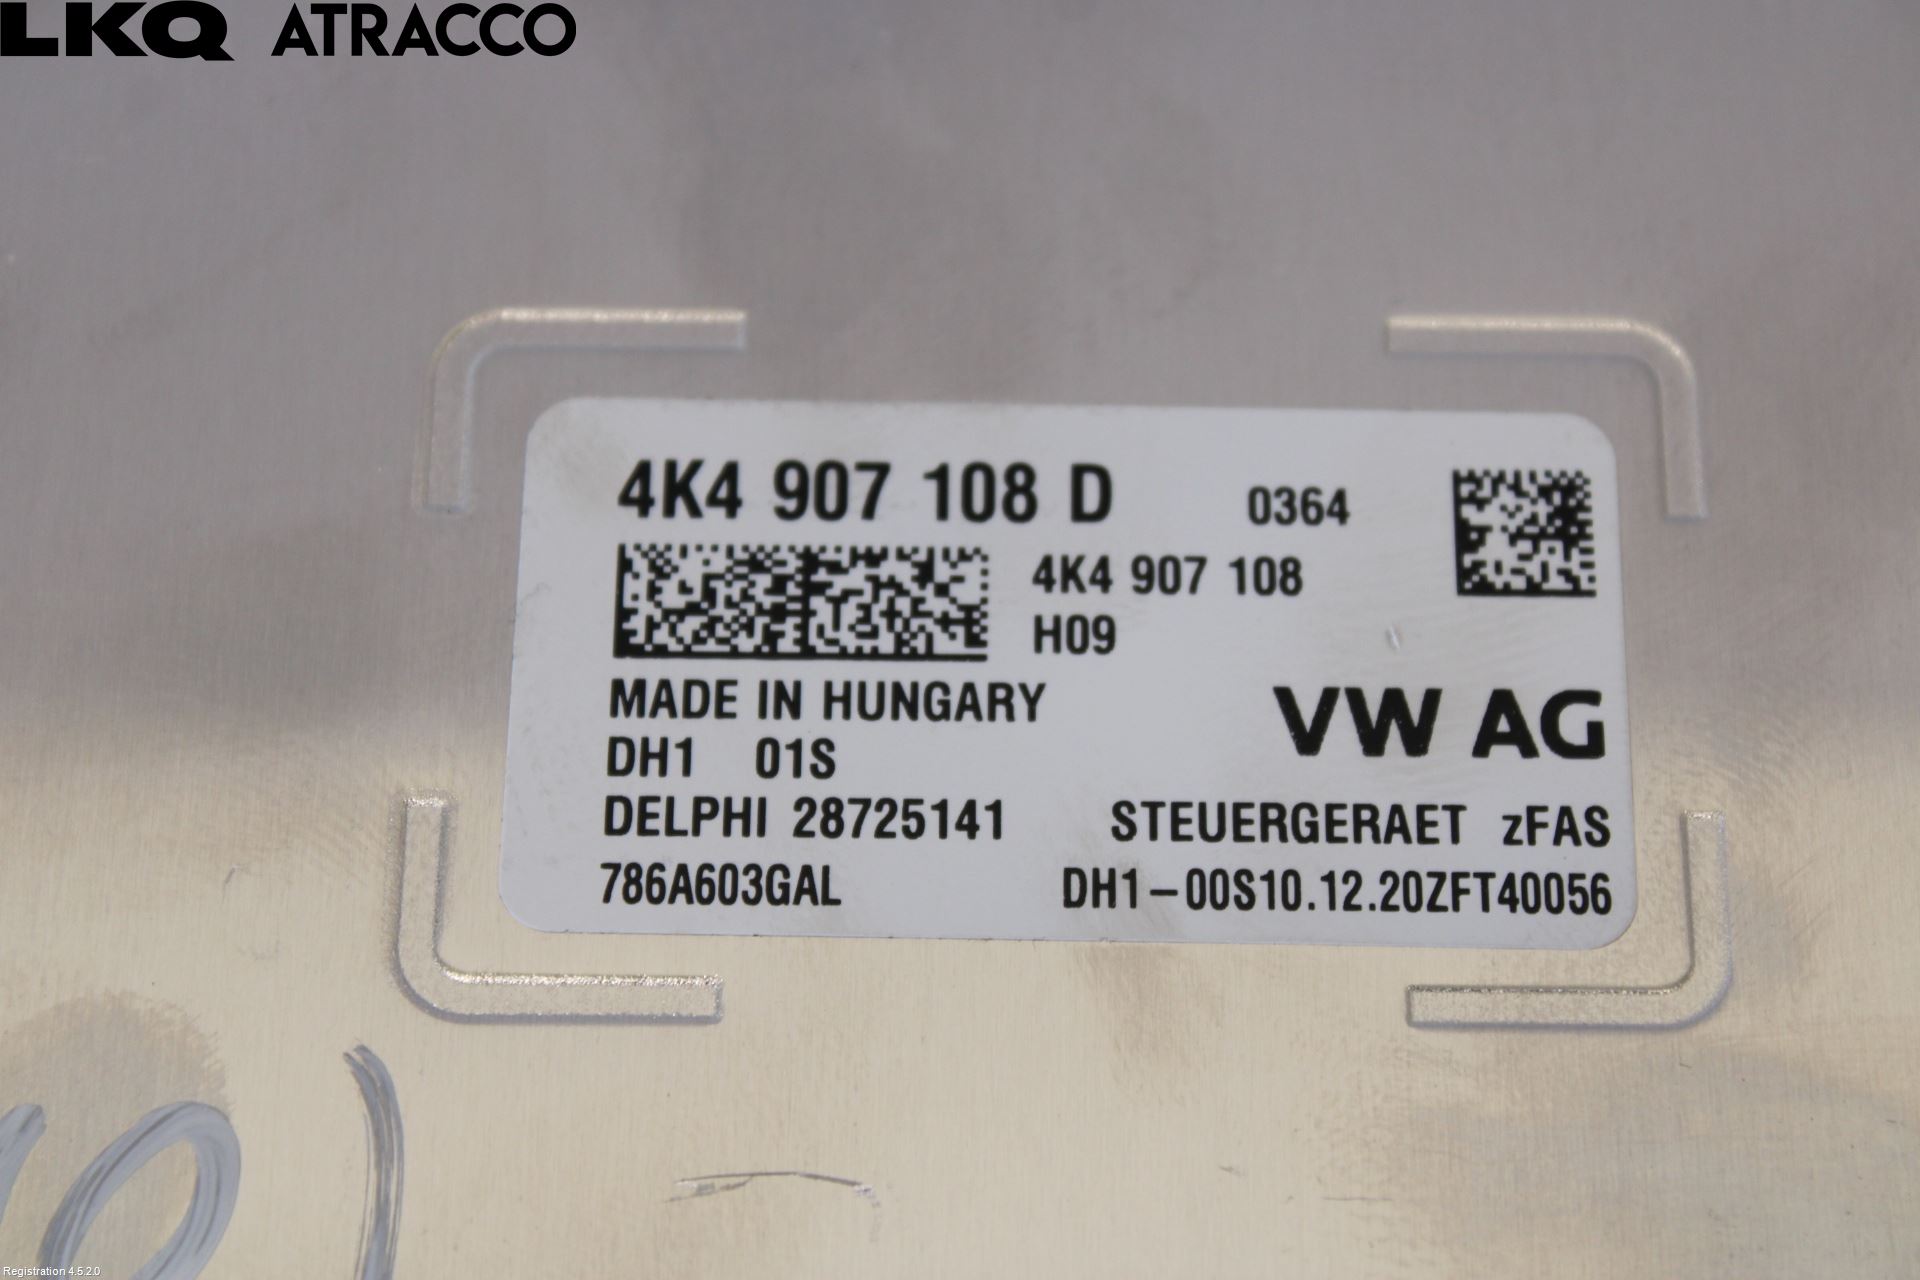 LKQ ATRACCO
4K4 907 108 D 0364
4K4 907 108
H09
MADE IN HUNGARY
VW AG
DH1 01S
DELPHI 28725141
STEUERGERAET zFAS
786A603GAL
DH1-00S10.12.20ZFT40056
Registration 4.5.2.0